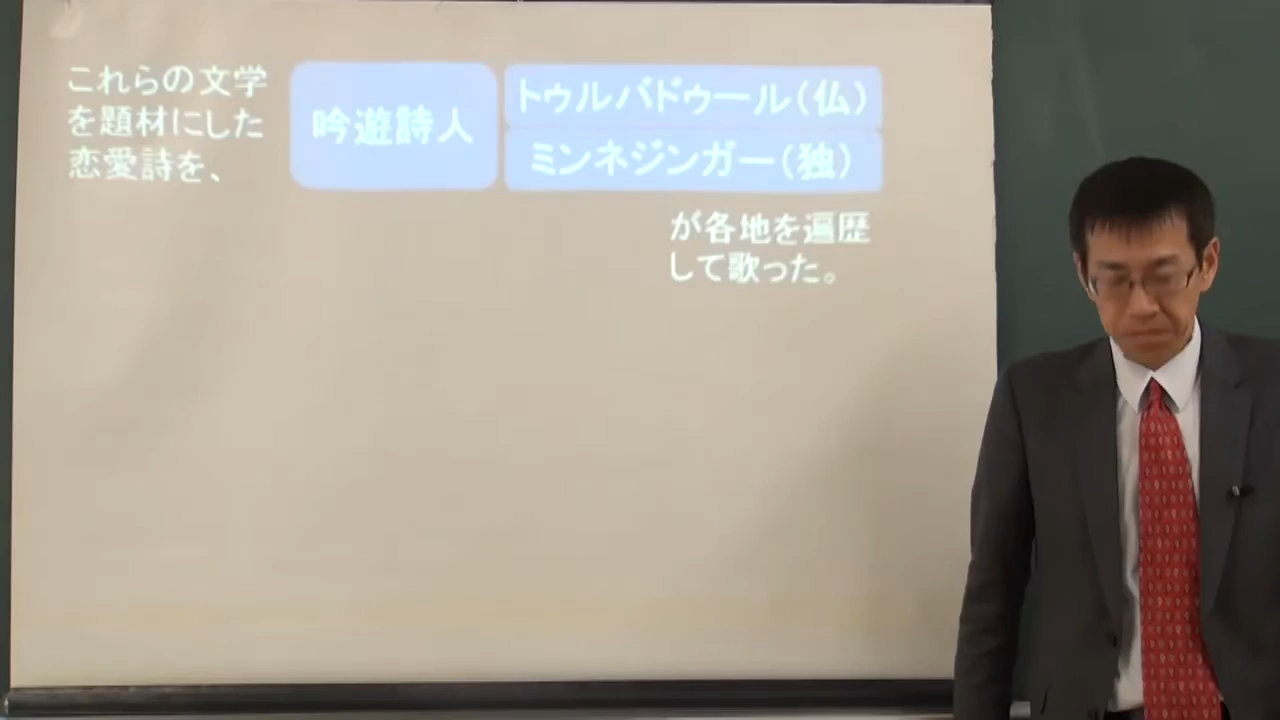 これらの文学
を題材にした
恋愛詩を、
吟遊詩人
トゥルバドゥール（仏）
ミンネジンガー（独）
が各地を遍歴
して歌った。